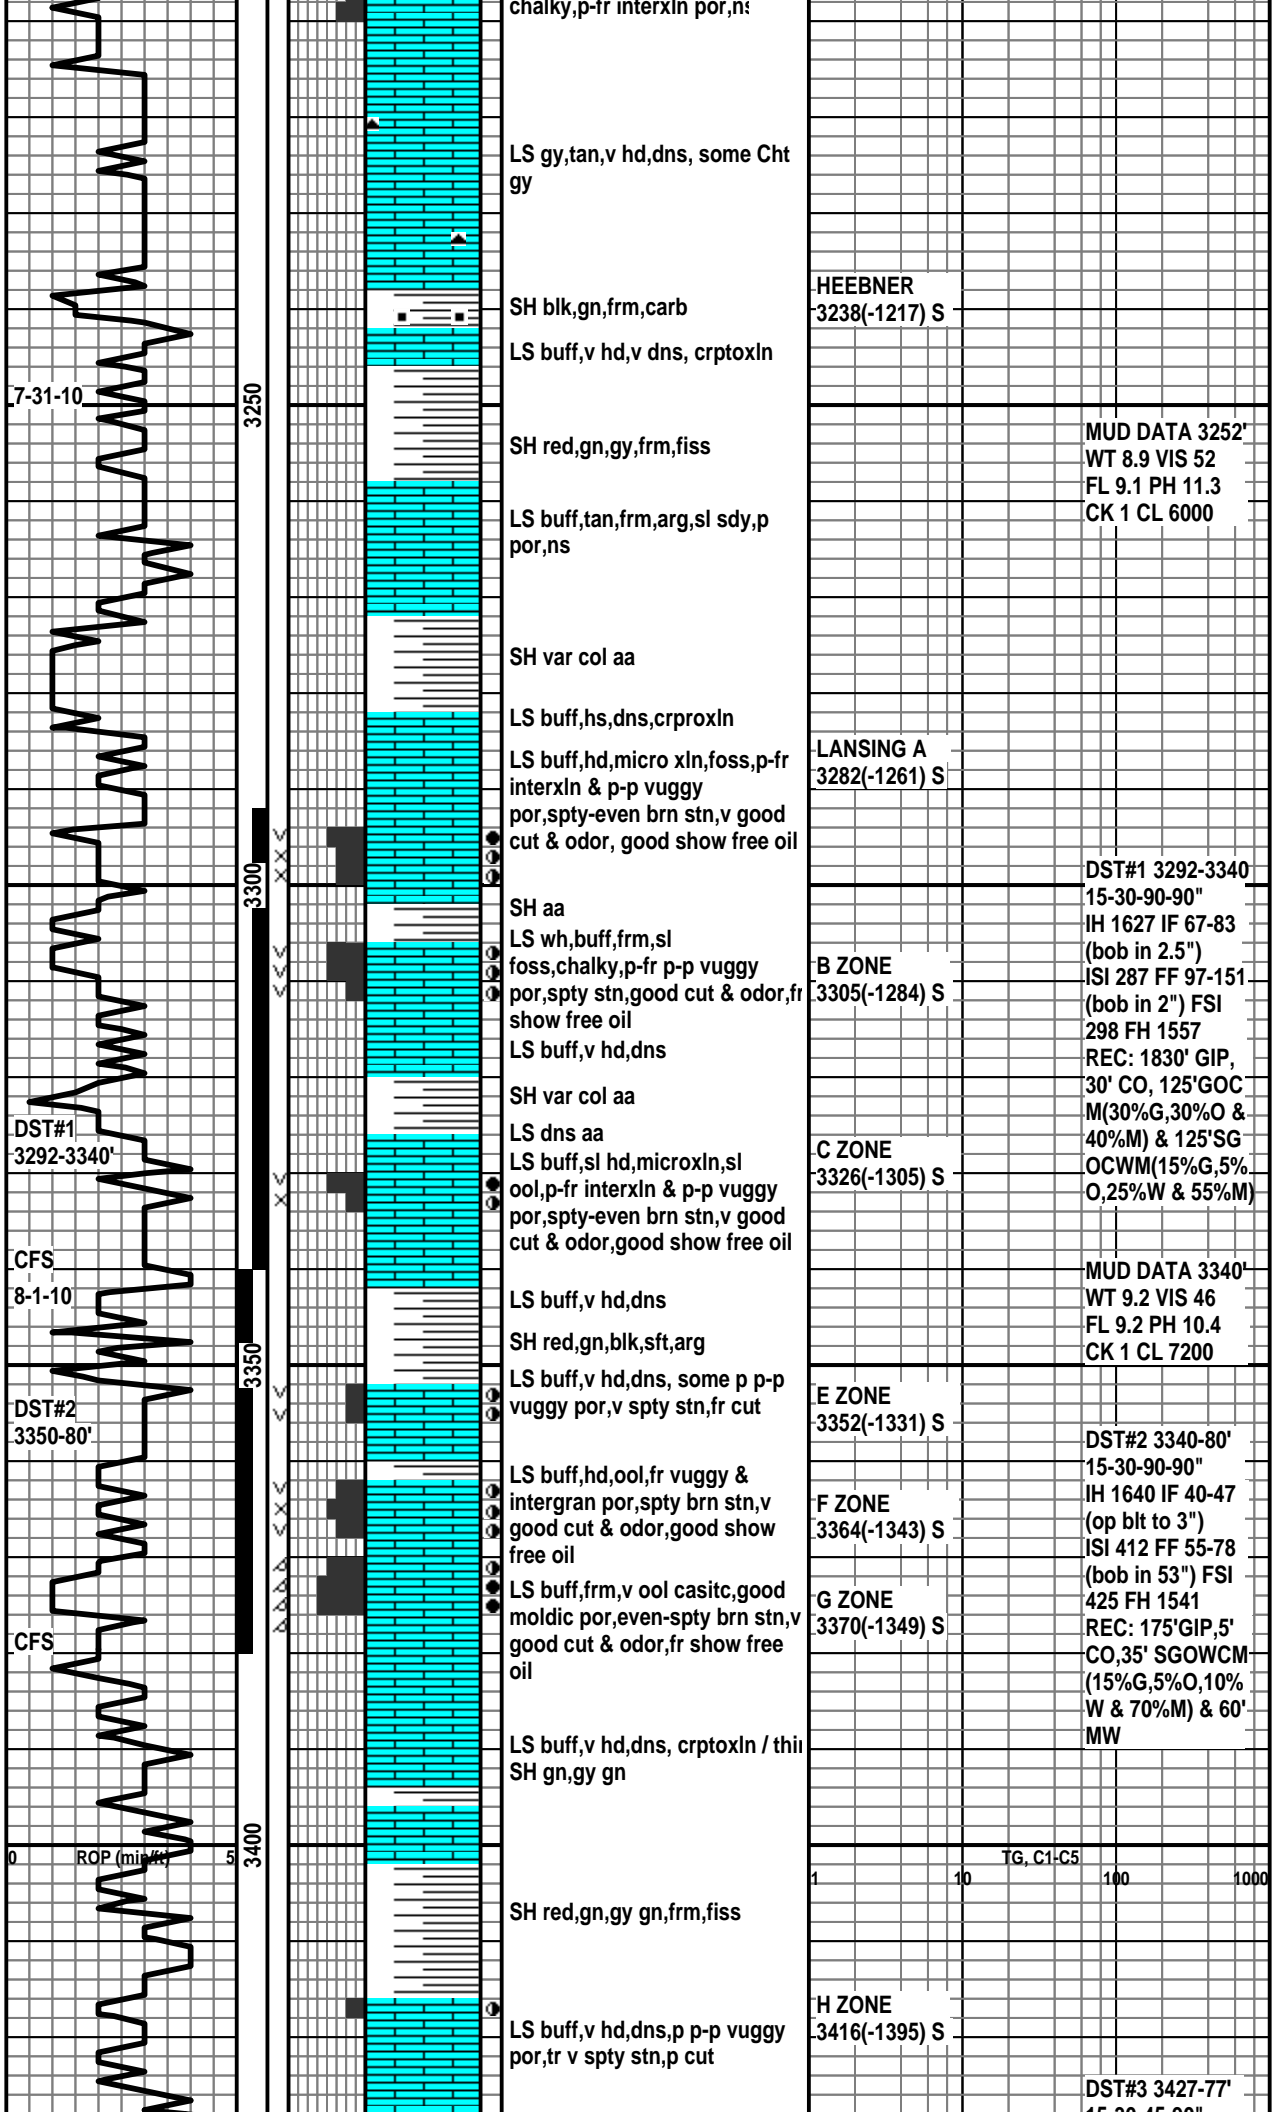 chalky,p-fr interxln por,ns
LS gy,tan,v hd,dns, some Cht
gy
HEEBNER
3238(-1217) S
SH blk,gn,frm,carb
LS buff,v hd,v dns, crptoxln
7-31-10
3250
MUD DATA 3252'
WT 8.9 VIS 52
FL 9.1 PH 11.3
CK 1 CL 6000
SH red,gn,gy,frm,fiss
LS buff,tan,frm,arg,sl sdy,p
por,ns
SH var col aa
LS buff,hs,dns,crproxln
LANSING A
3282(-1261) S
LS buff,hd,micro xln,foss,p-fr
interxln & p-p vuggy
por,spty-even brn stn,v good
cut & odor, good show free oil
3300
DST#1 3292-3340
15-30-90-90"
IH 1627 IF 67-83
(bob in 2.5")
ISI 287 FF 97-151
(bob in 2") FSI
298 FH 1557
REC: 1830' GIP,
30' CO, 125'GOC
M(30%G,30%O &
40%M) & 125'SG
OCWM(15%G,5%
O,25%W & 55%M)
SH aa
LS wh,buff,frm,sl
foss,chalky,p-fr p-p vuggy
por,spty stn,good cut & odor,fr
show free oil
B ZONE
3305(-1284) S
LS buff,v hd,dns
SH var col aa
DST#1
3292-3340'
LS dns aa
C ZONE
3326(-1305) S
LS buff,sl hd,microxln,sl
ool,p-fr interxln & p-p vuggy
por,spty-even brn stn,v good
cut & odor,good show free oil
CFS
8-1-10
MUD DATA 3340'
WT 9.2 VIS 46
FL 9.2 PH 10.4
CK 1 CL 7200
LS buff,v hd,dns
SH red,gn,blk,sft,arg
3350
LS buff,v hd,dns, some p p-p
vuggy por,v spty stn,fr cut
E ZONE
3352(-1331) S
DST#2
3350-80'
DST#2 3340-80'
15-30-90-90"
IH 1640 IF 40-47
(op blt to 3")
ISI 412 FF 55-78
(bob in 53") FSI
425 FH 1541
REC: 175'GIP,5'
CO,35' SGOWCM
(15%G,5%O,10%
W & 70%M) & 60'
MW
LS buff,hd,ool,fr vuggy &
intergran por,spty brn stn,v
good cut & odor,good show
free oil
F ZONE
3364(-1343) S
LS buff,frm,v ool casitc,good
moldic por,even-spty brn stn,v
good cut & odor,fr show free
oil
G ZONE
3370(-1349) S
CFS
LS buff,v hd,dns, crptoxln / thin
SH gn,gy gn
3400
0 ROP (min/ft) 5
TG, C1-C5
1 10 100 1000
SH red,gn,gy gn,frm,fiss
H ZONE
3416(-1395) S
LS buff,v hd,dns,p p-p vuggy
por,tr v spty stn,p cut
DST#3 3427-77'